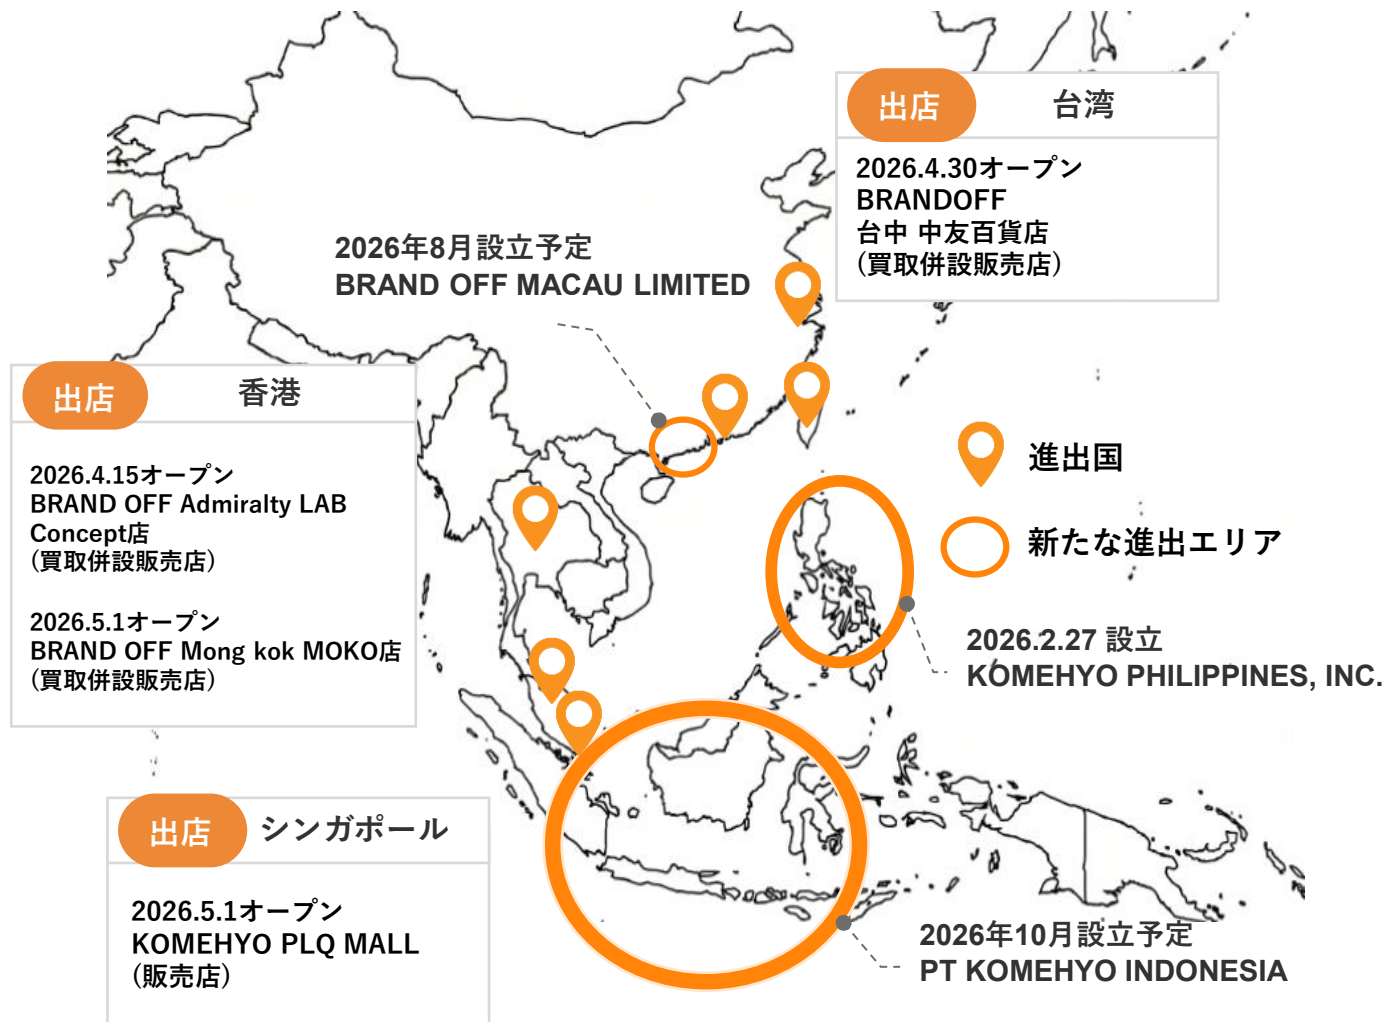 出店 台湾
2026.4.30オープン
BRANDOFF
台中 中友百貨店
(買取併設販売店)
2026年8月設立予定
BRAND OFF MACAU LIMITED
出店 香港
2026.4.15オープン
BRAND OFF Admiralty LAB
Concept店
(買取併設販売店)
2026.5.1オープン
BRAND OFF Mong kok MOKO店
(買取併設販売店)
進出国
新たな進出エリア
2026.2.27 設立
KOMEHYO PHILIPPINES, INC.
出店 シンガポール
2026.5.1オープン
KOMEHYO PLQ MALL
(販売店)
2026年10月設立予定
PT KOMEHYO INDONESIA